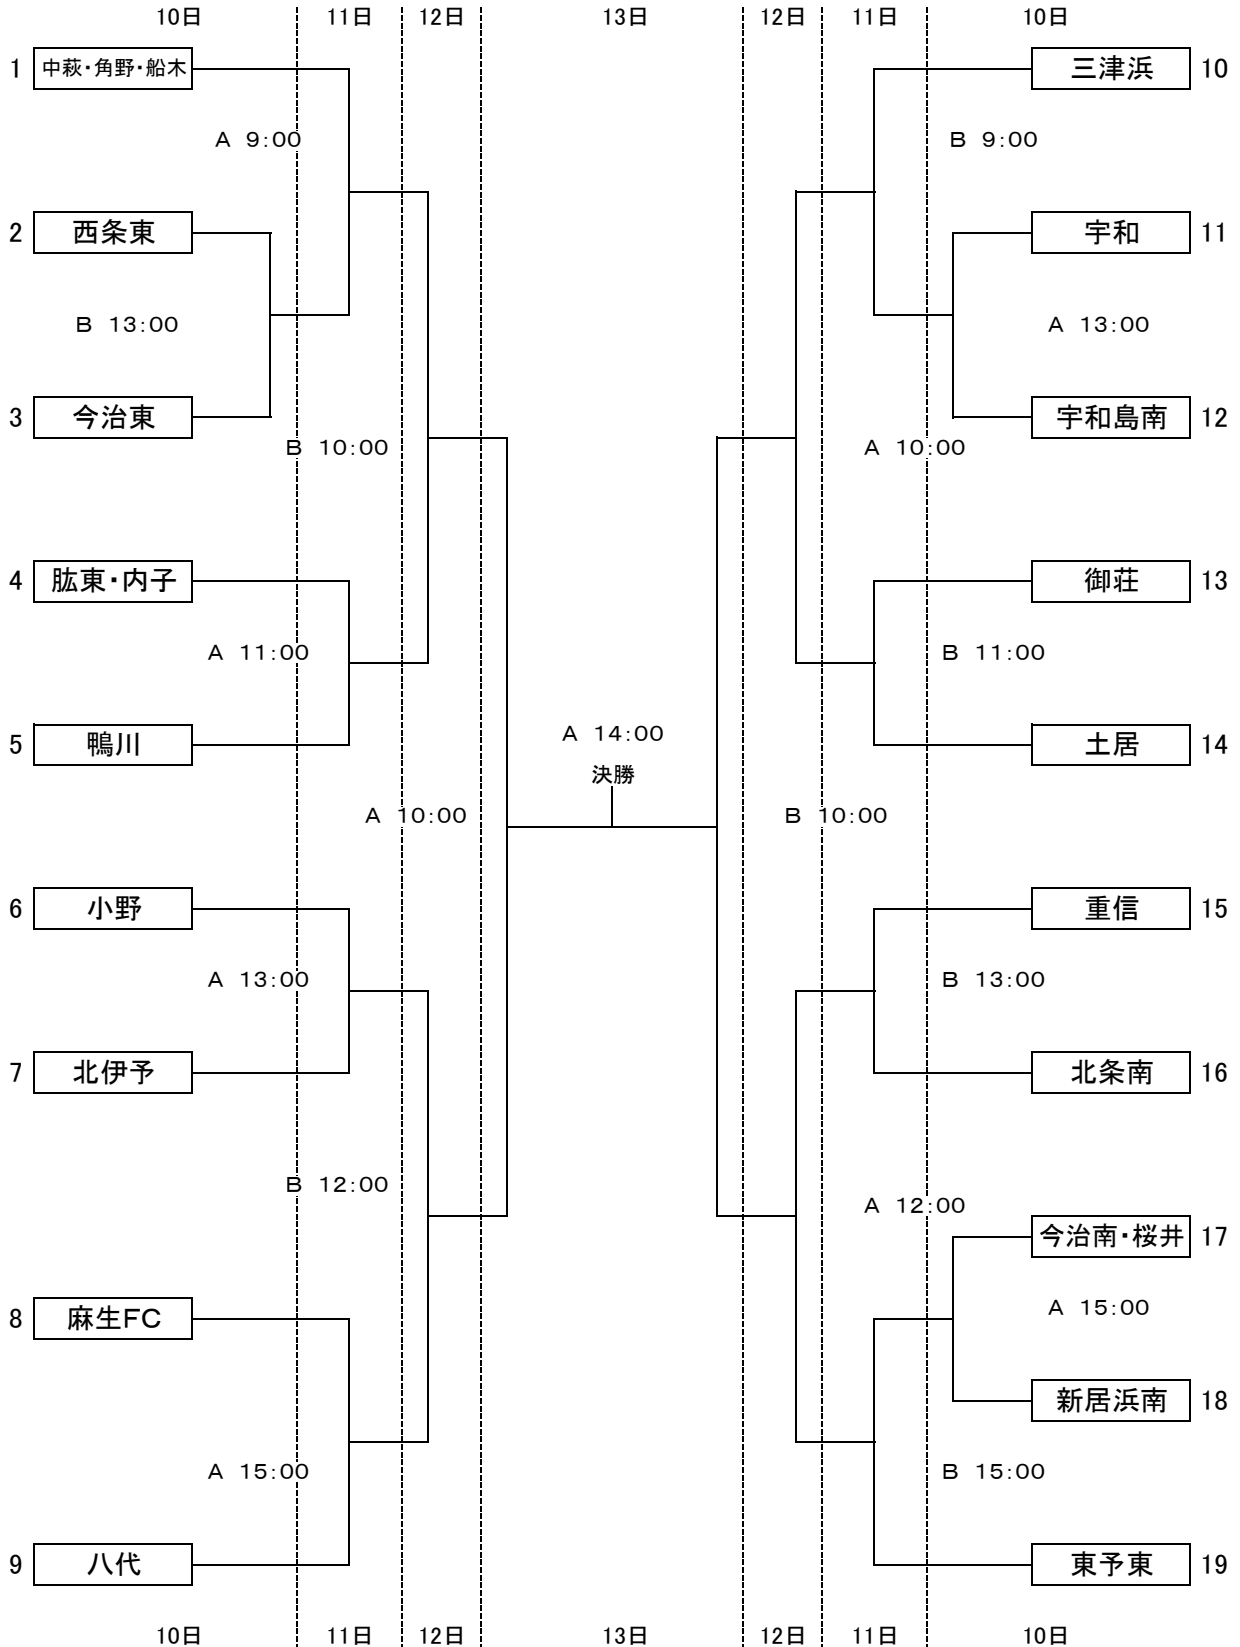 10日 11日 12日 13日 12日 11日 10日
1 中萩・角野・船木 三津浜 10
A 9:00 B 9:00
2 西条東 宇和 11
B 13:00 A 13:00
3 今治東 宇和島南 12
B 10:00 A 10:00
4 肱東・内子 御荘 13
A 11:00 B 11:00
A 14:00
5 鴨川 土居 14
決勝
A 10:00 B 10:00
6 小野 重信 15
A 13:00 B 13:00
7 北伊予 北条南 16
B 12:00 A 12:00
今治南・桜井 17
8 麻生FC A 15:00
新居浜南 18
A 15:00 B 15:00
9 八代 東予東 19
10日 11日 12日 13日 12日 11日 10日